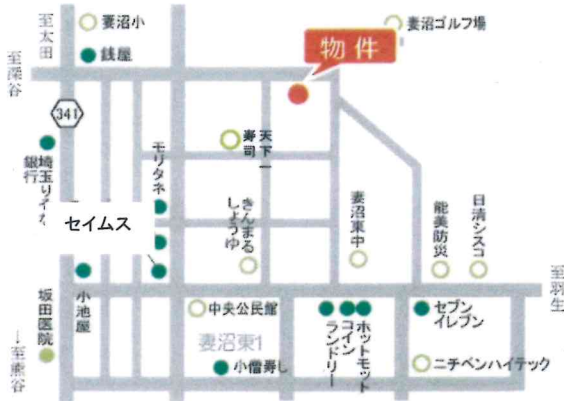 至太田
妻沼小
銭屋
妻沼ゴルフ場
物件
至深谷
341
天下一
寿司
モリタネ
埼玉りそな
銀行
セイムス
きんまる
しょうゆ
妻沼東中
能美防災
日清シスコ
至羽生
小池屋
坂田医院
中央公民館
妻沼東1
小僧寿し
コイン
ランドリー
ホットモット
セブン
イレブン
ニチベンハイテック
↓至熊谷